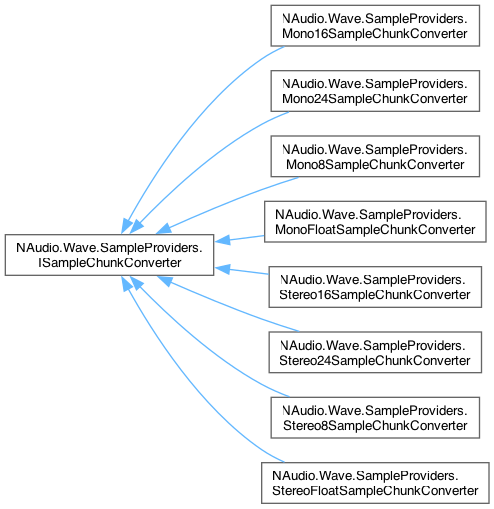 NAudio.Wave.SampleProviders.
Mono16SampleChunkConverter
NAudio.Wave.SampleProviders.
Mono24SampleChunkConverter
NAudio.Wave.SampleProviders.
Mono8SampleChunkConverter
NAudio.Wave.SampleProviders.
MonoFloatSampleChunkConverter
NAudio.Wave.SampleProviders.
ISampleChunkConverter
NAudio.Wave.SampleProviders.
Stereo16SampleChunkConverter
NAudio.Wave.SampleProviders.
Stereo24SampleChunkConverter
NAudio.Wave.SampleProviders.
Stereo8SampleChunkConverter
NAudio.Wave.SampleProviders.
StereoFloatSampleChunkConverter